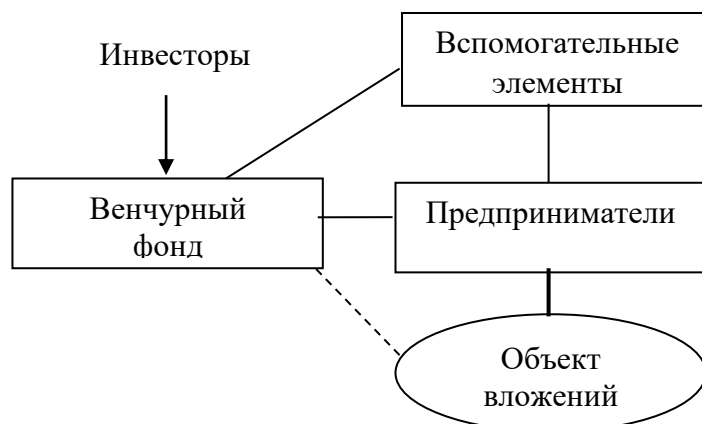 Инвесторы
Вспомогательные
элементы
Венчурный
фонд
Предприниматели
Объект
вложений